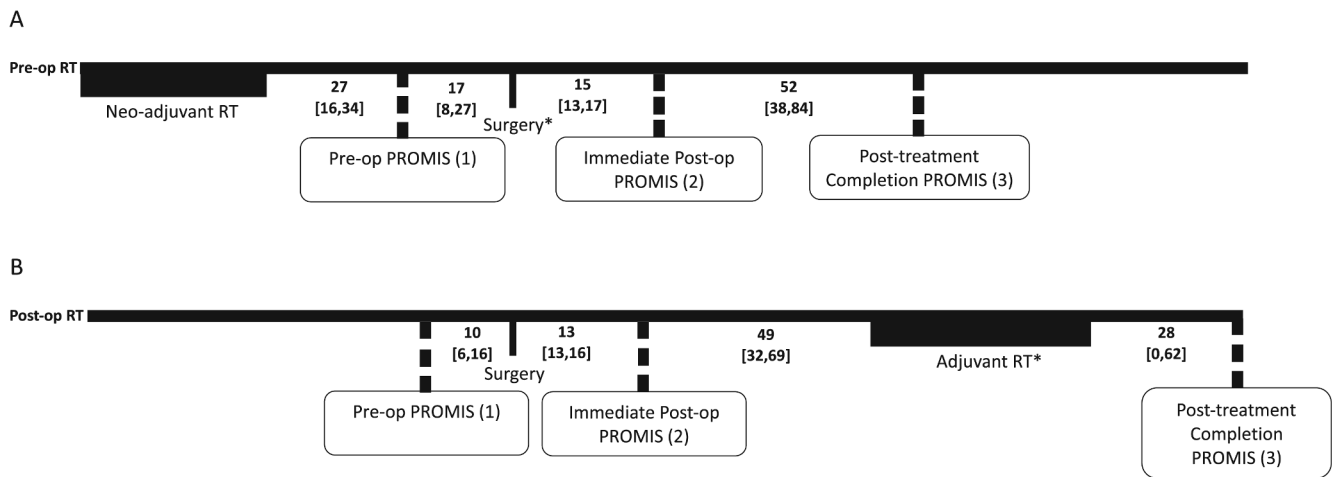 A
Pre-op RT
27
[16,34]
17
[8,27]
15
[13,17]
52
[38,84]
Neo-adjuvant RT
Surgery*
Pre-op PROMIS (1)
Immediate Post-op
PROMIS (2)
Post-treatment
Completion PROMIS (3)
B
Post-op RT
10
[6,16]
13
[13,16]
49
[32,69]
28
[0,62]
Surgery
Adjuvant RT*
Pre-op PROMIS (1)
Immediate Post-op
PROMIS (2)
Post-treatment
Completion
PROMIS (3)